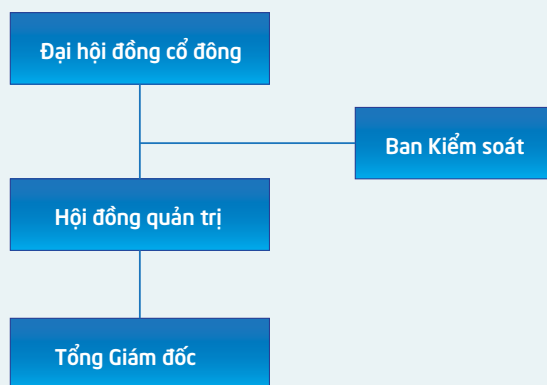 Đại hội đồng cổ đông
Ban Kiểm soát
Hội đồng quản trị
Tổng Giám đốc